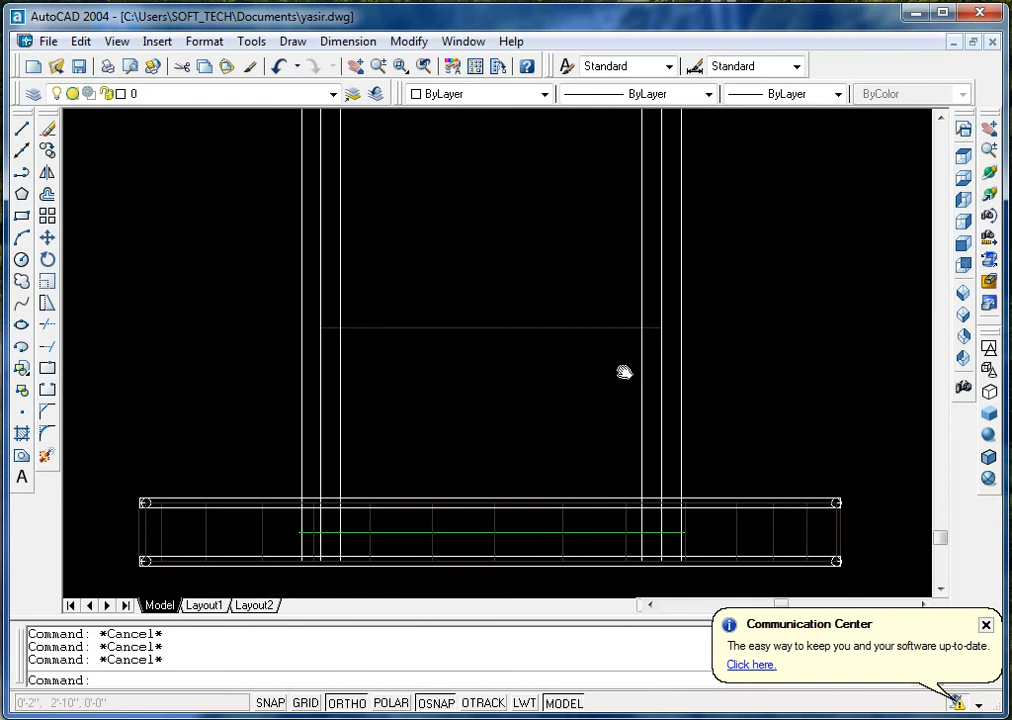 AutoCAD 2004 - [C:\Users\SOFT_TECH\Documents\yasir.dwg]
File Edit View Insert Format Tools Draw Dimension Modify Window Help
Standard Standard
0 ByLayer ByLayer ByLayer ByColor
A
Model Layout1 Layout2
Command: *Cancel*
Command: *Cancel*
Command: *Cancel*
Command:
Communication Center
The easy way to keep you and your software up-to-date.
Click here.
0'-2", 2'-10", 0'-0" SNAP GRID ORTHO POLAR OSNAP OTRACK LWT MODEL